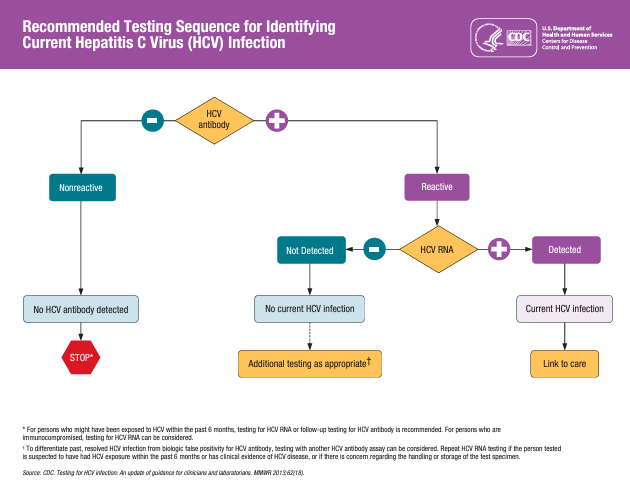 Recommended Testing Sequence for Identifying
Current Hepatitis C Virus (HCV) Infection
CDC
U.S. Department of
Health and Human Services
Centers for Disease
Control and Prevention
HCV
antibody
Nonreactive
Reactive
Not Detected
HCV RNA
Detected
No HCV antibody detected
No current HCV infection
Current HCV infection
STOP*
Additional testing as appropriate†
Link to care
* For persons who might have been exposed to HCV within the past 6 months, testing for HCV RNA or follow-up testing for HCV antibody is recommended. For persons who are
immunocompromised, testing for HCV RNA can be considered.
† To differentiate past, resolved HCV infection from biologic false positivity for HCV antibody, testing with another HCV antibody assay can be considered. Repeat HCV RNA testing if the person tested
is suspected to have had HCV exposure within the past 6 months or has clinical evidence of HCV disease, or if there is concern regarding the handling or storage of the test specimen.
Source: CDC. Testing for HCV infection: An update of guidance for clinicians and laboratorians. MMWR 2013;62(18).